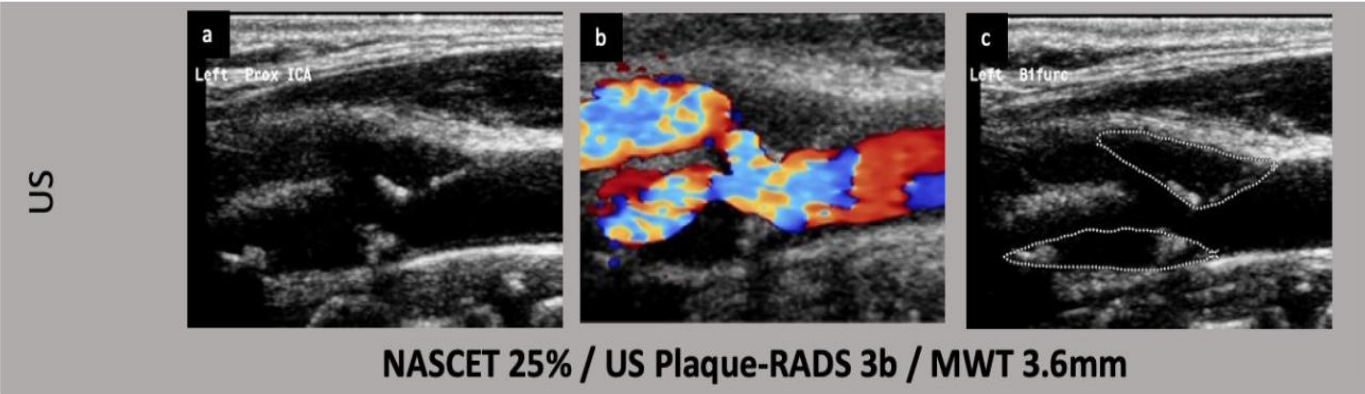 US
a
Left Prox ICA
b
c
Left Bifurc
NASCET 25% / US Plaque-RADS 3b / MWT 3.6mm